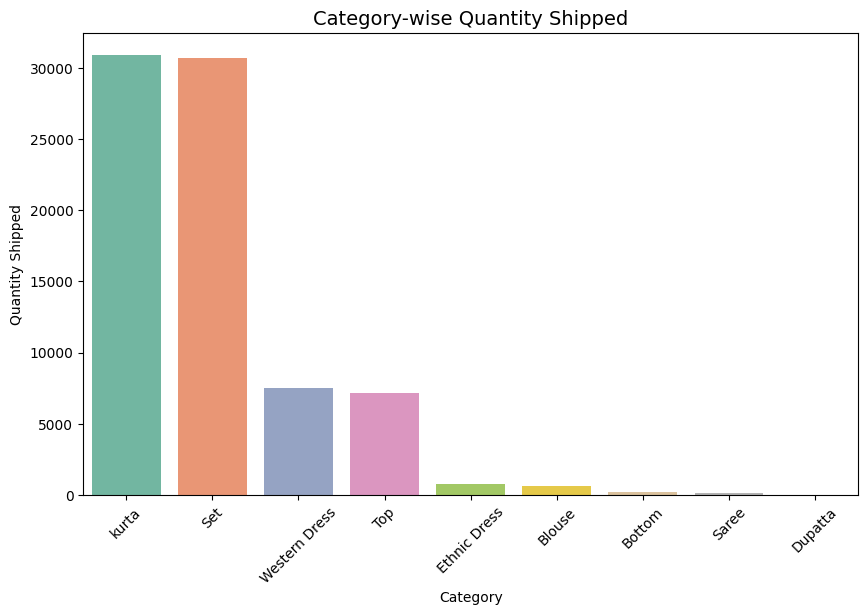 Category-wise Quantity Shipped
Quantity Shipped
30000
25000
20000
15000
10000
5000
0
kurta
Set
Western Dress
Top
Ethnic Dress
Blouse
Bottom
Saree
Dupatta
Category